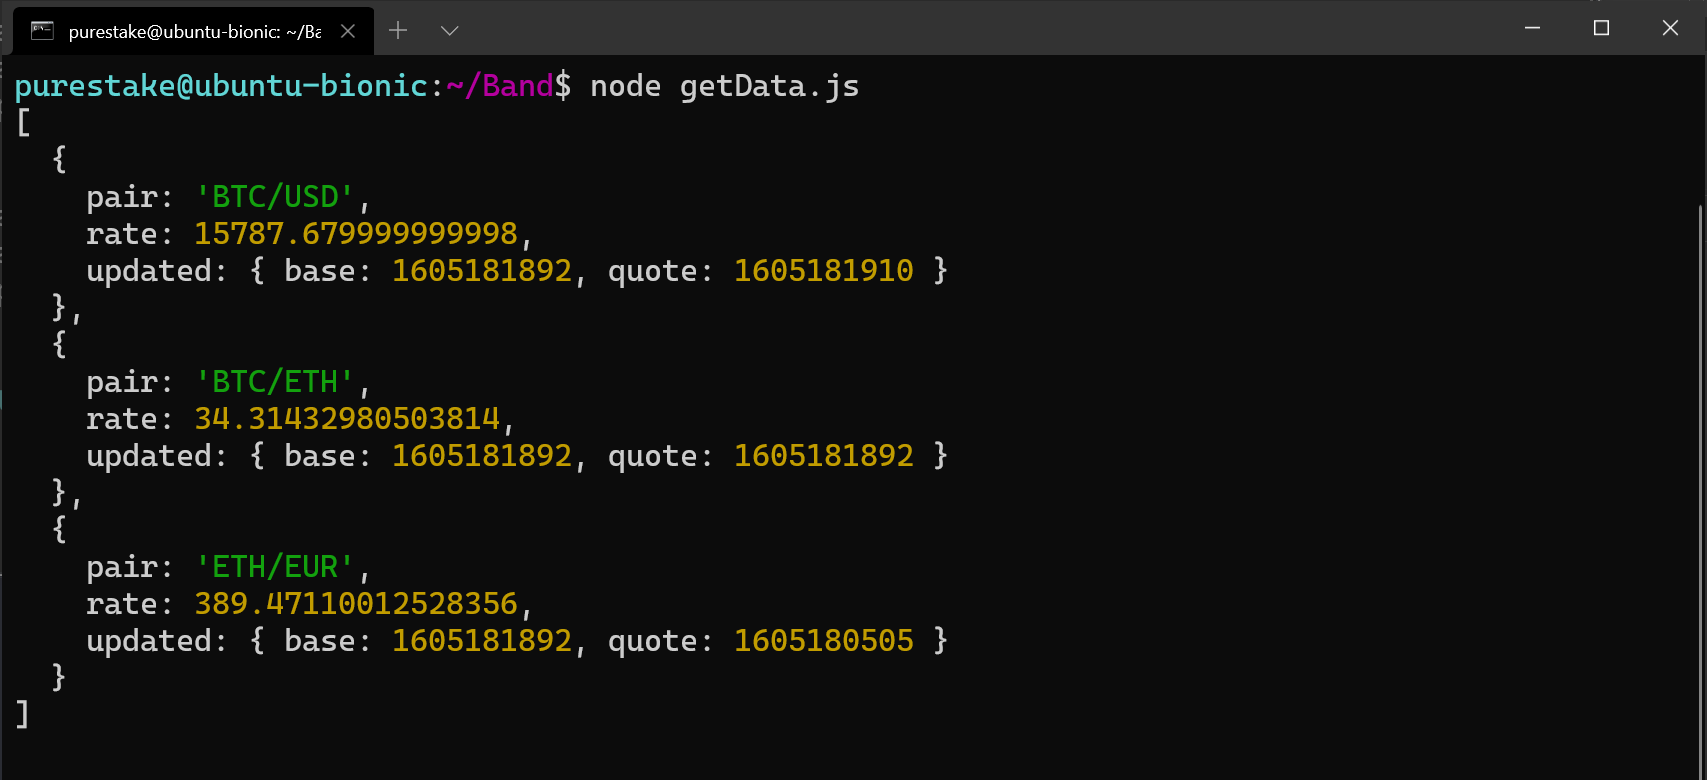 purestake@ubuntu-bionic: ~/Ba
purestake@ubuntu-bionic:~/Band$ node getData.js
[
  {
    pair: 'BTC/USD',
    rate: 15787.679999999998,
    updated: { base: 1605181892, quote: 1605181910 }
  },
  {
    pair: 'BTC/ETH',
    rate: 34.31432980503814,
    updated: { base: 1605181892, quote: 1605181892 }
  },
  {
    pair: 'ETH/EUR',
    rate: 389.47110012528356,
    updated: { base: 1605181892, quote: 1605180505 }
  }
]